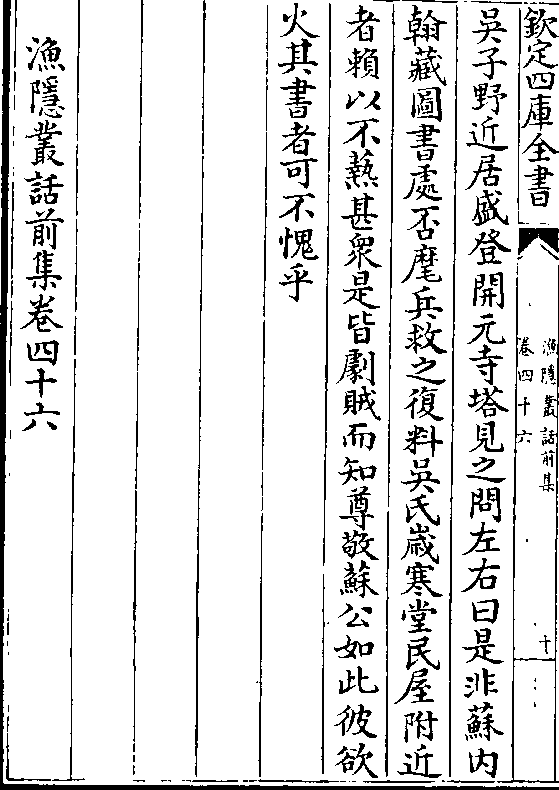 欽定四庫全書
漁隱叢話前集
卷四十六
十
吳子野近居盛登開元寺塔見之問左右曰是非蘇内
翰藏圖書處否麾兵救之復料吳氏歲寒堂民屋附近
者賴以不爇甚衆是皆劇賊而知尊敬蘇公如此彼欲
火其書者可不愧乎
漁隱叢話前集卷四十六